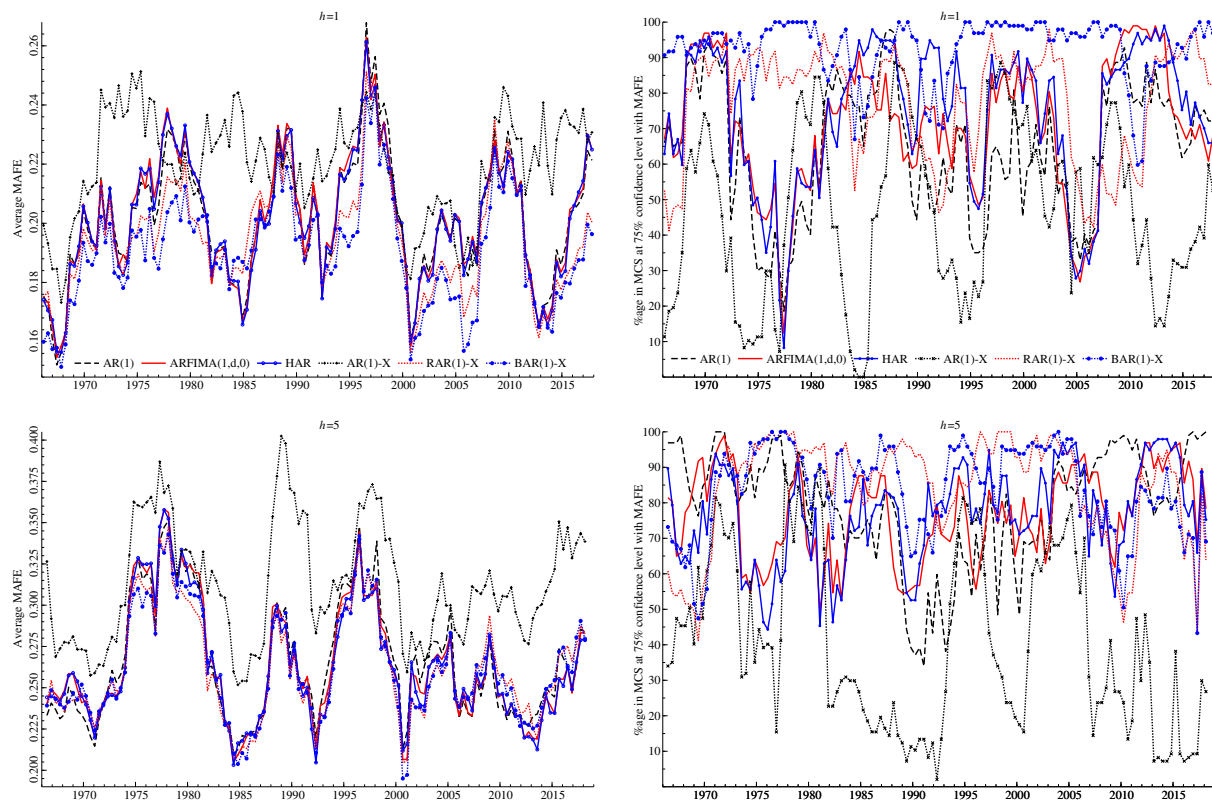 h=1
Average MAFE
0.26
0.24
0.22
0.20
0.18
0.16
AR(1) ARFIMA(1,d,0) HAR AR(1)-X RAR(1)-X BAR(1)-X
1970 1975 1980 1985 1990 1995 2000 2005 2010 2015
h=1
%age in MCS at 75% confidence level with MAFE
100
90
80
70
60
50
40
30
20
10
AR(1) ARFIMA(1,d,0) HAR AR(1)-X RAR(1)-X BAR(1)-X
1970 1975 1980 1985 1990 1995 2000 2005 2010 2015
h=5
Average MAFE
0.400
0.375
0.350
0.325
0.300
0.275
0.250
0.225
0.200
1970 1975 1980 1985 1990 1995 2000 2005 2010 2015
h=5
%age in MCS at 75% confidence level with MAFE
100
90
80
70
60
50
40
30
20
10
1970 1975 1980 1985 1990 1995 2000 2005 2010 2015